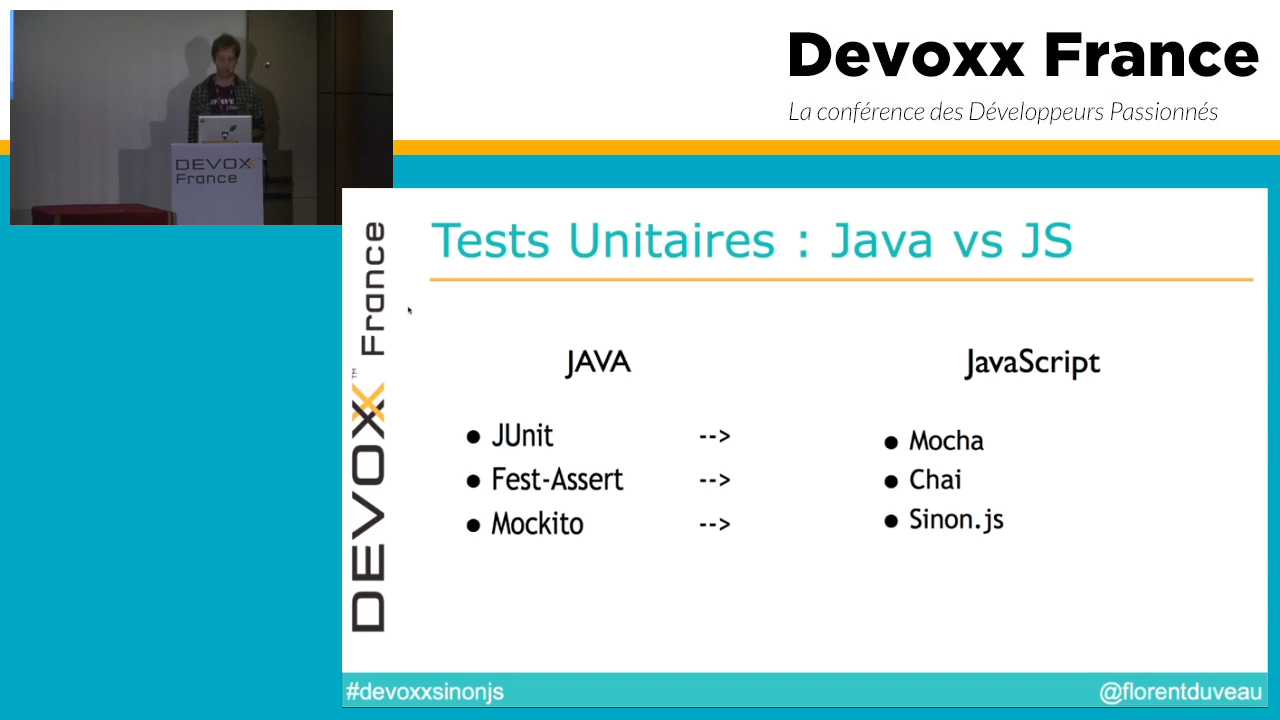 Devoxx France
La conférence des Développeurs Passionnés
DEVOXX
France
DEVOXX™ France
Tests Unitaires : Java vs JS
JAVA
JavaScript
● JUnit --> ● Mocha
● Fest-Assert --> ● Chai
● Mockito --> ● Sinon.js
#devoxxsinonjs
@florentduveau